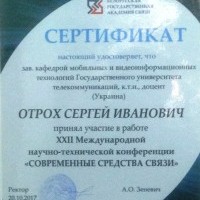 БЕЛОРУССКАЯ
ГОСУДАРСТВЕННАЯ
АКАДЕМИЯ СВЯЗИ
СЕРТИФИКАТ
настоящий удостоверяет, что
зав. кафедрой мобильных и видеоинформационных
технологий Государственного университета
телекоммуникаций, к.т.н., доцент
(Украина)
ОТРОХ СЕРГЕЙ ИВАНОВИЧ
принял участие в работе
XXII Международной
научно-технической конференции
«СОВРЕМЕННЫЕ СРЕДСТВА СВЯЗИ»
Ректор
А.О. Зеневич
20.10.2017